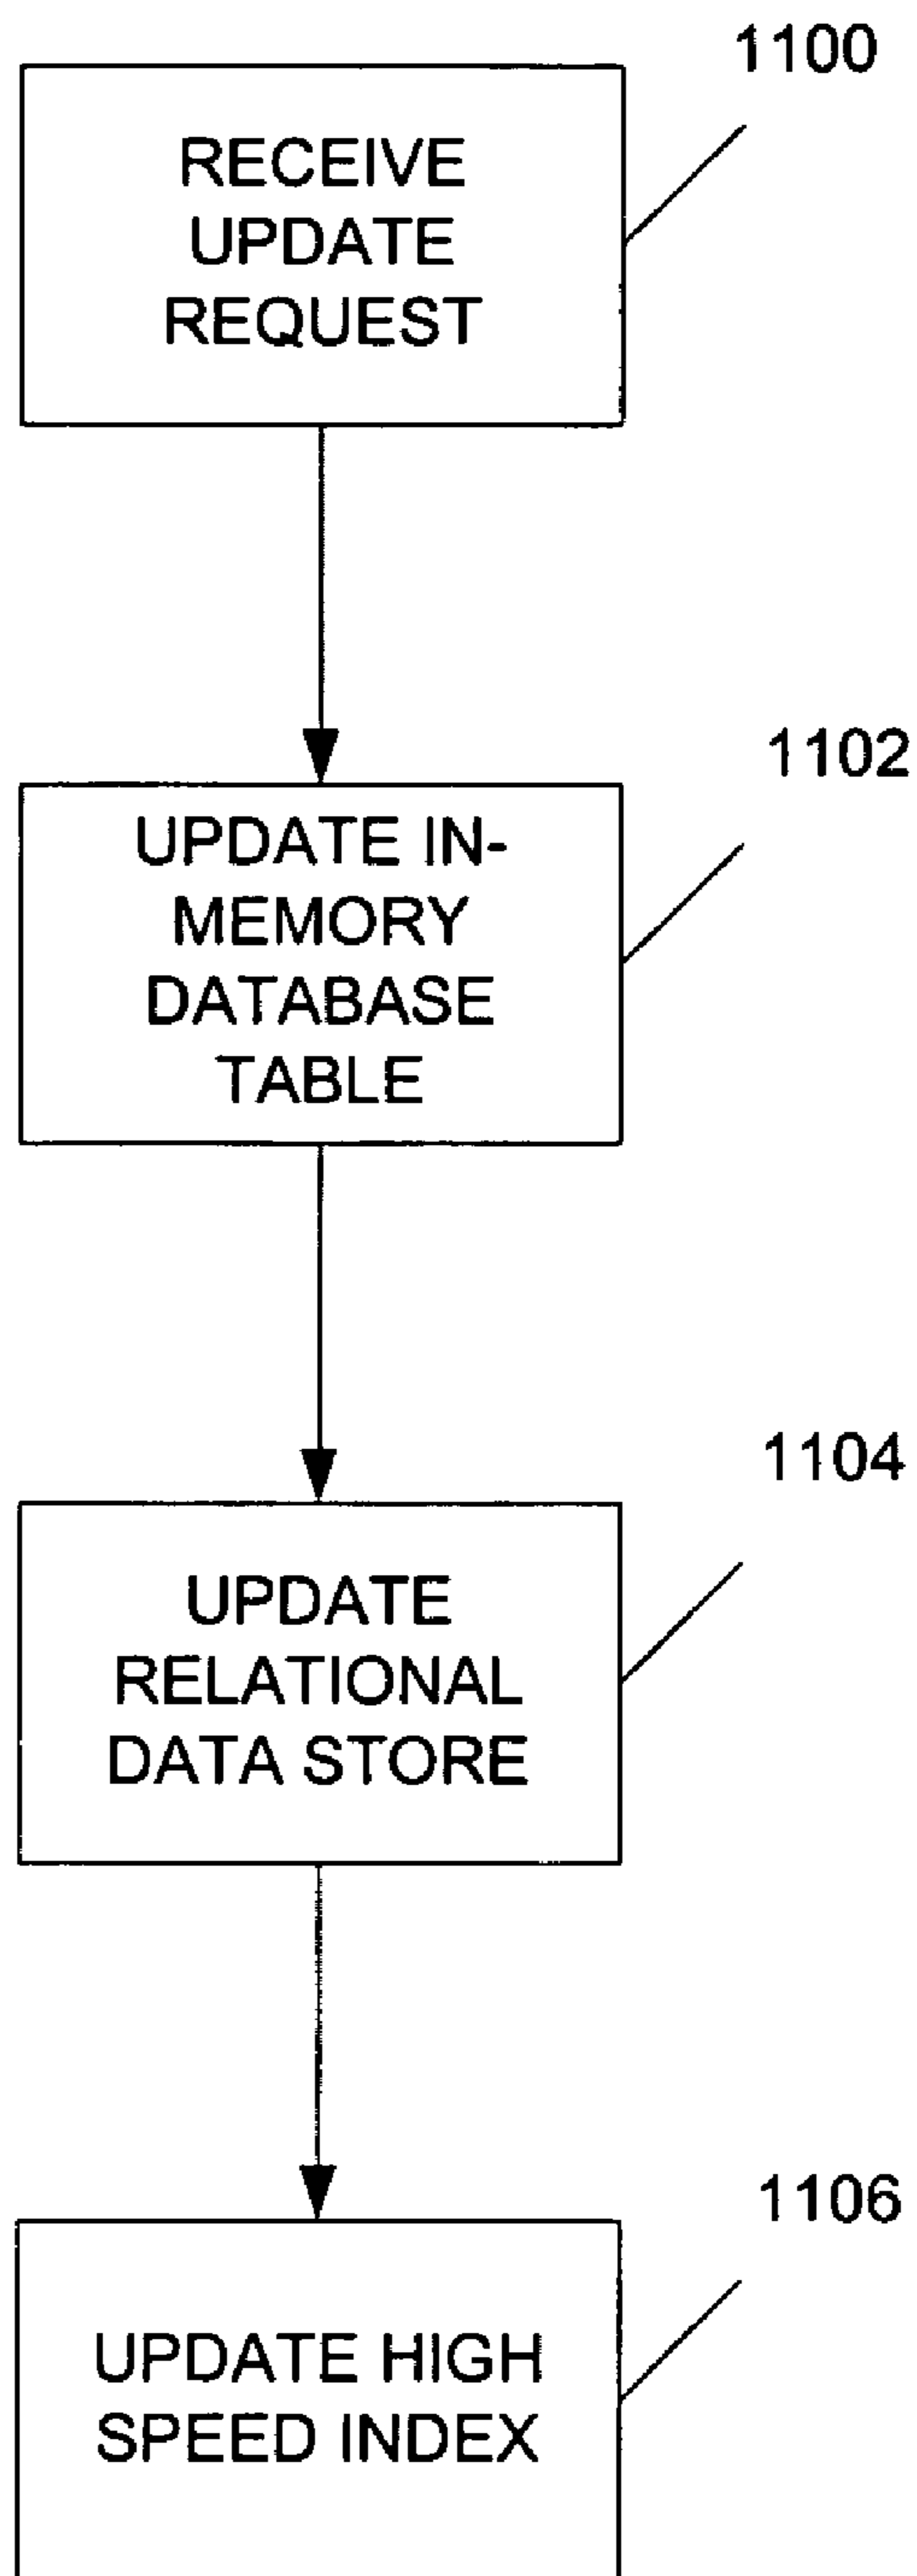 1100
RECEIVE
UPDATE
REQUEST
1102
UPDATE IN-
MEMORY
DATABASE
TABLE
1104
UPDATE
RELATIONAL
DATA STORE
1106
UPDATE HIGH
SPEED INDEX